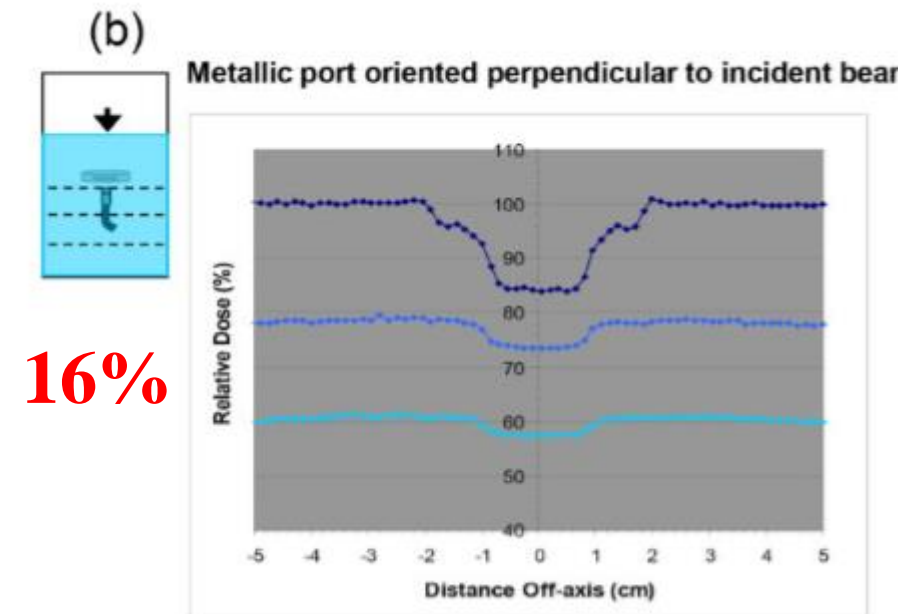 (b)
Metallic port oriented perpendicular to incident
16%
Relative Dose (%)
110
100
90
80
70
60
50
40
-5 -4 -3 -2 -1 0 1 2 3 4 5
Distance Off-axis (cm)